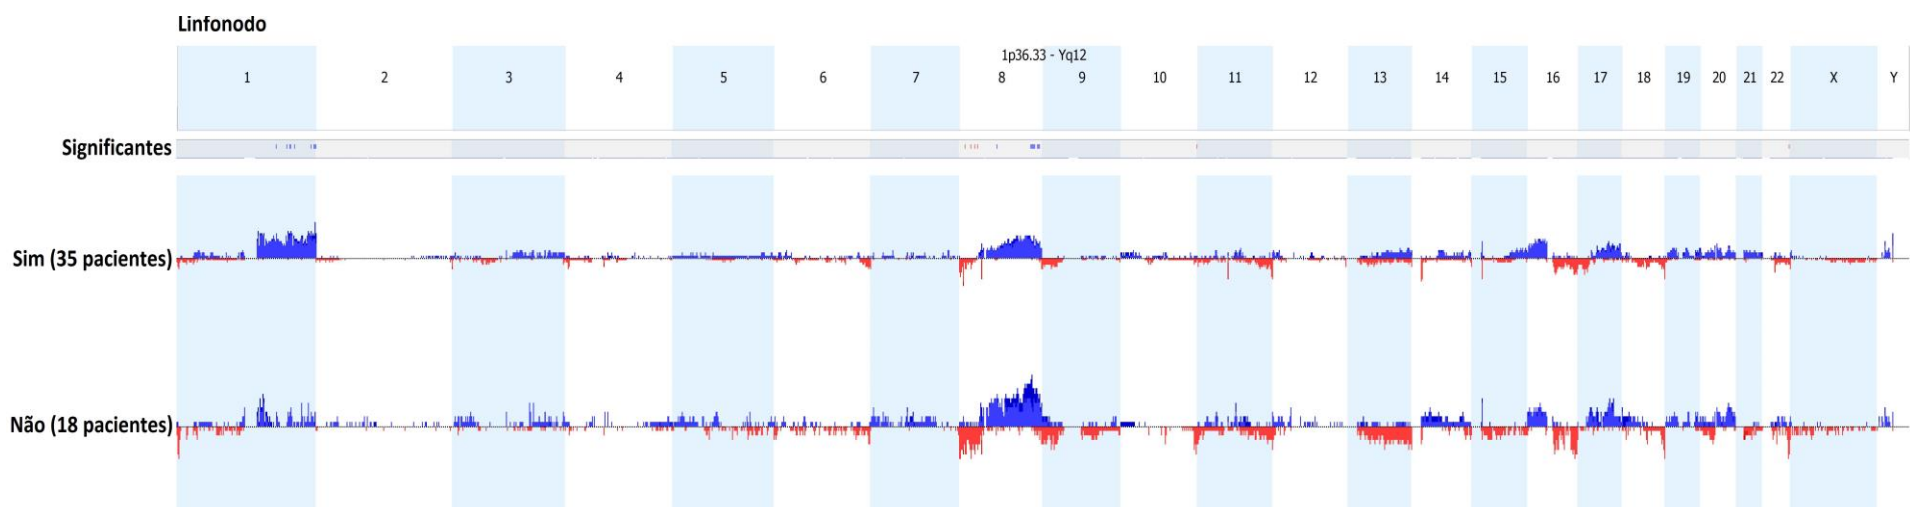 Linfonodo
1p36.33 - Yq12
1 2 3 4 5 6 7 8 9 10 11 12 13 14 15 16 17 18 19 20 21 22 X Y
Significantes
Sim (35 pacientes)
Não (18 pacientes)